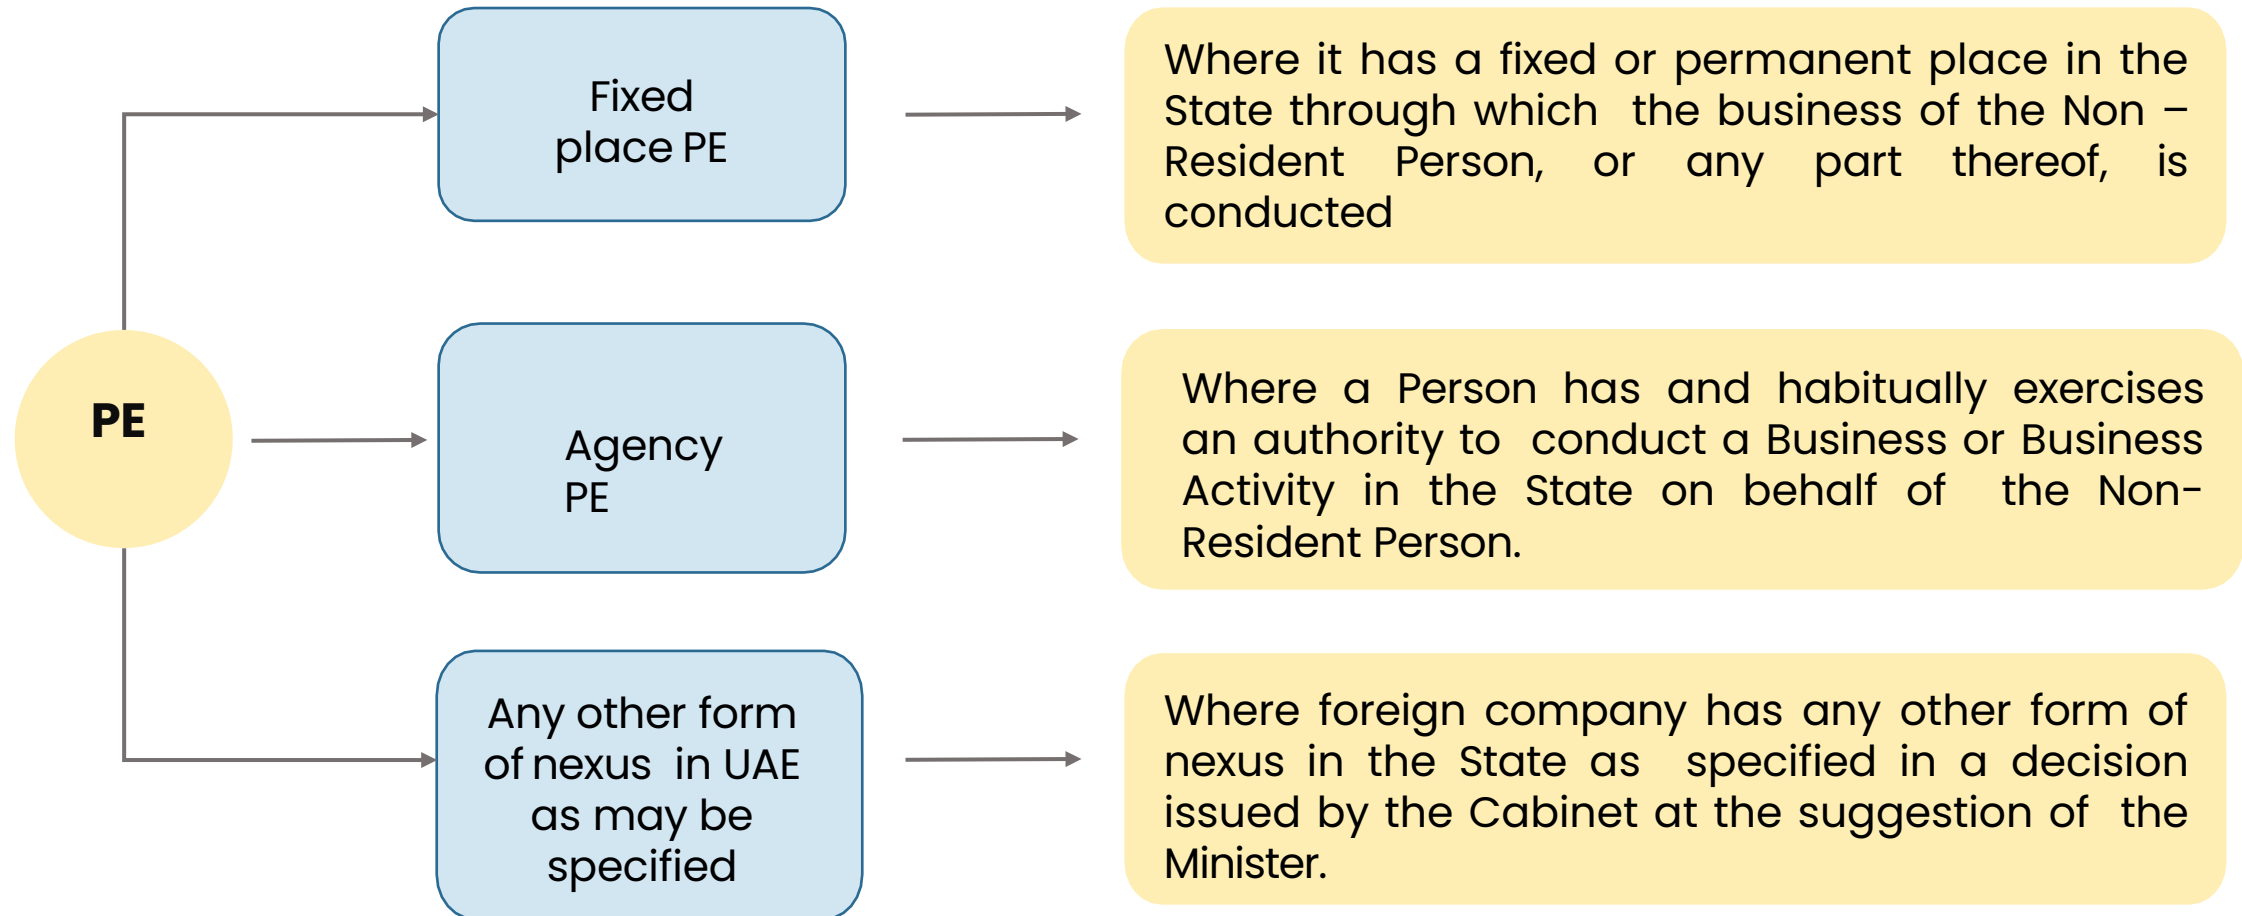 Fixed
place PE
Where it has a fixed or permanent place in the
State through which the business of the Non –
Resident Person, or any part thereof, is
conducted
PE
Agency
PE
Where a Person has and habitually exercises
an authority to conduct a Business or Business
Activity in the State on behalf of the Non-
Resident Person.
Any other form
of nexus in UAE
as may be
specified
Where foreign company has any other form of
nexus in the State as specified in a decision
issued by the Cabinet at the suggestion of the
Minister.